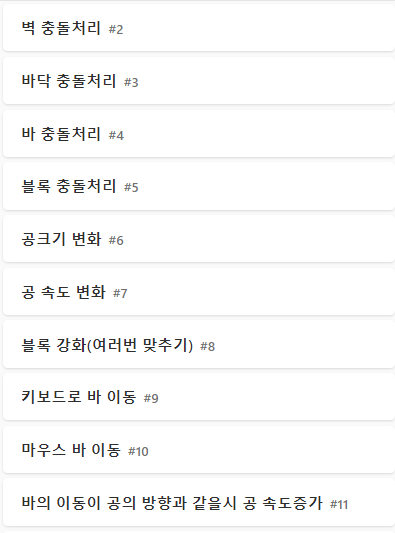 벽 충돌처리 #2
바닥 충돌처리 #3
바 충돌처리 #4
블록 충돌처리 #5
공크기 변화 #6
공 속도 변화 #7
블록 강화(여러번 맞추기) #8
키보드로 바 이동 #9
마우스 바 이동 #10
바의 이동이 공의 방향과 같을시 공 속도증가 #11